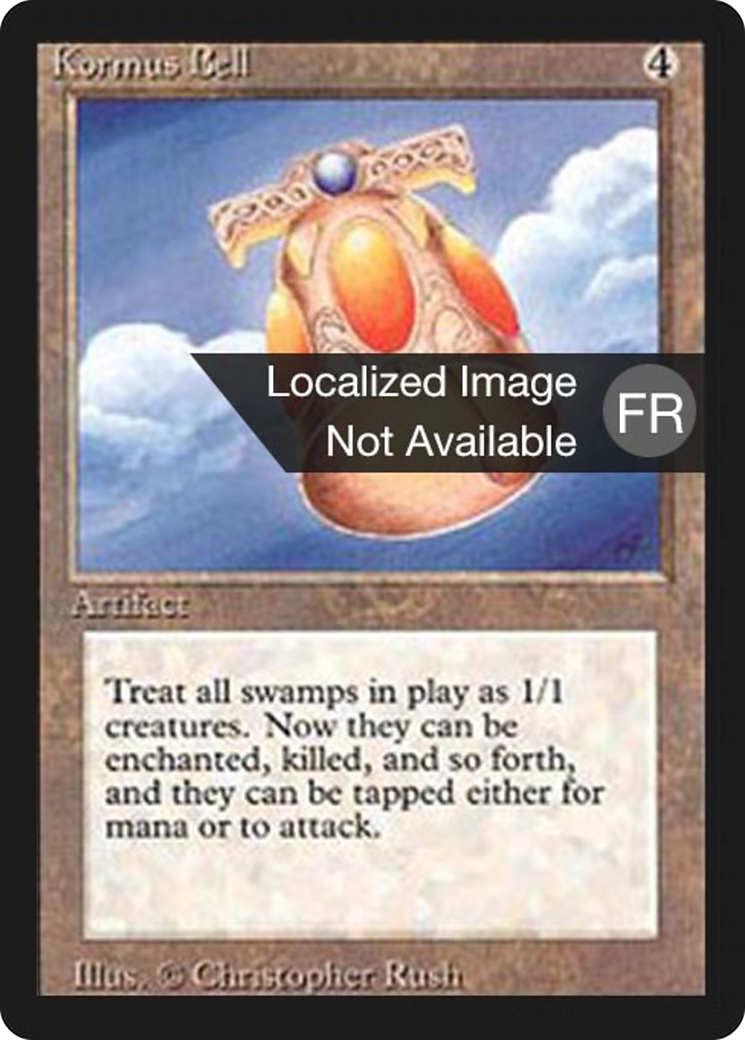 Kormus Bell
4
Localized Image
Not Available
FR
Artifact
Treat all swamps in play as 1/1
creatures. Now they can be
enchanted, killed, and so forth,
and they can be tapped either for
mana or to attack.
Illus. © Christopher Rush